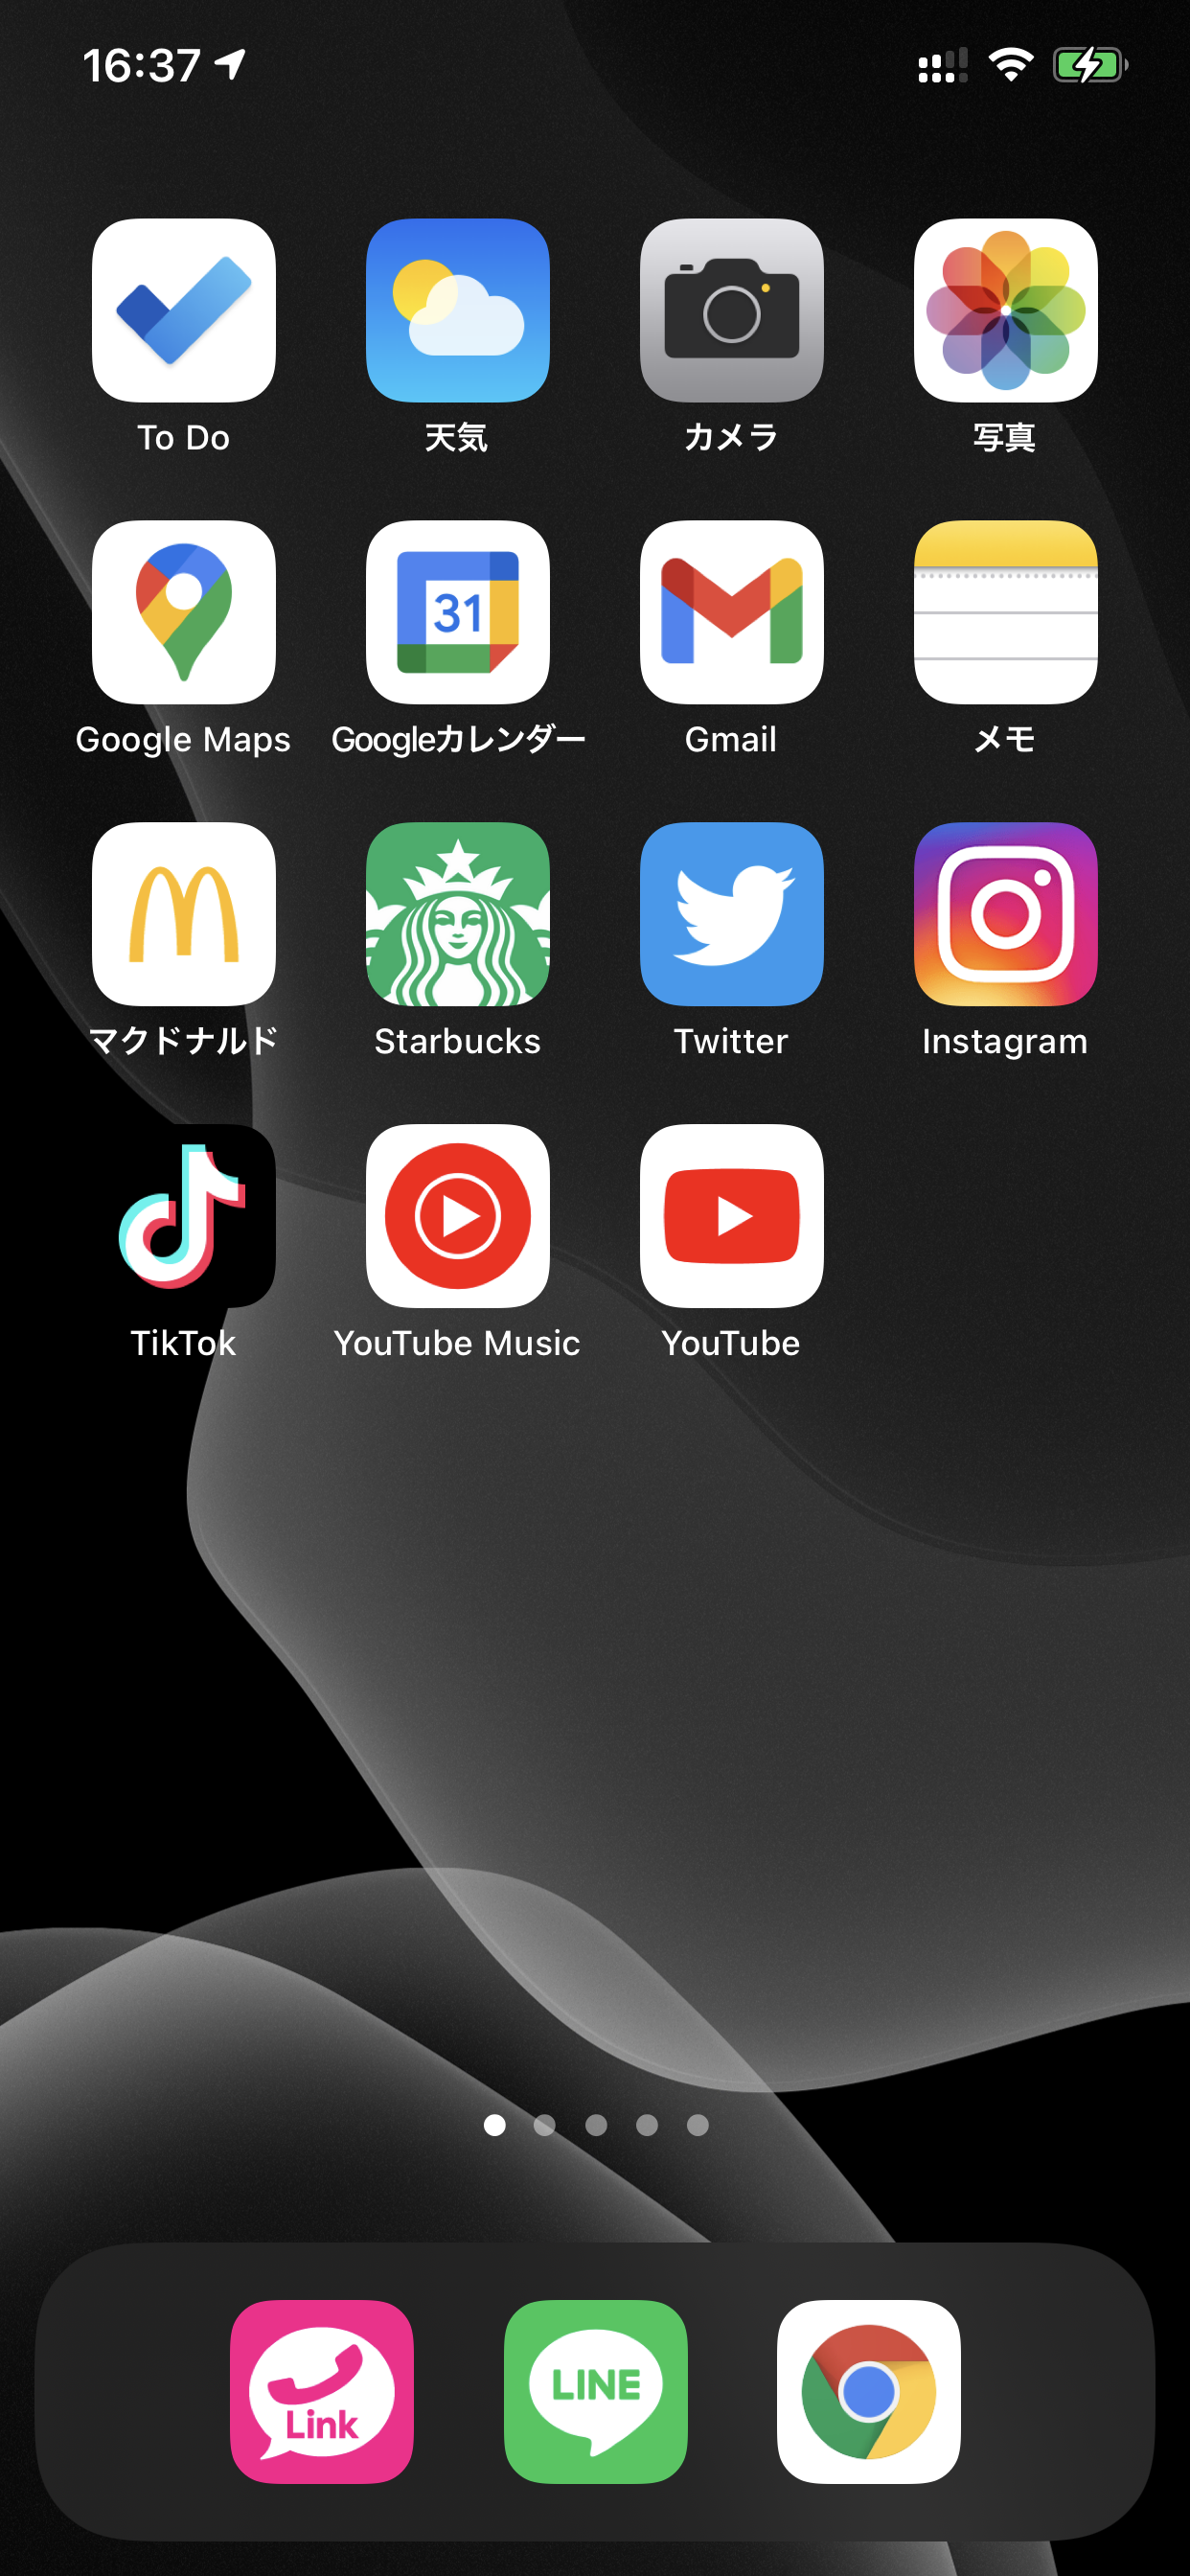 16:37
To Do
天気
カメラ
写真
31
Google Maps
Googleカレンダー
Gmail
メモ
マクドナルド
Starbucks
Twitter
Instagram
TikTok
YouTube Music
YouTube
Link
LINE